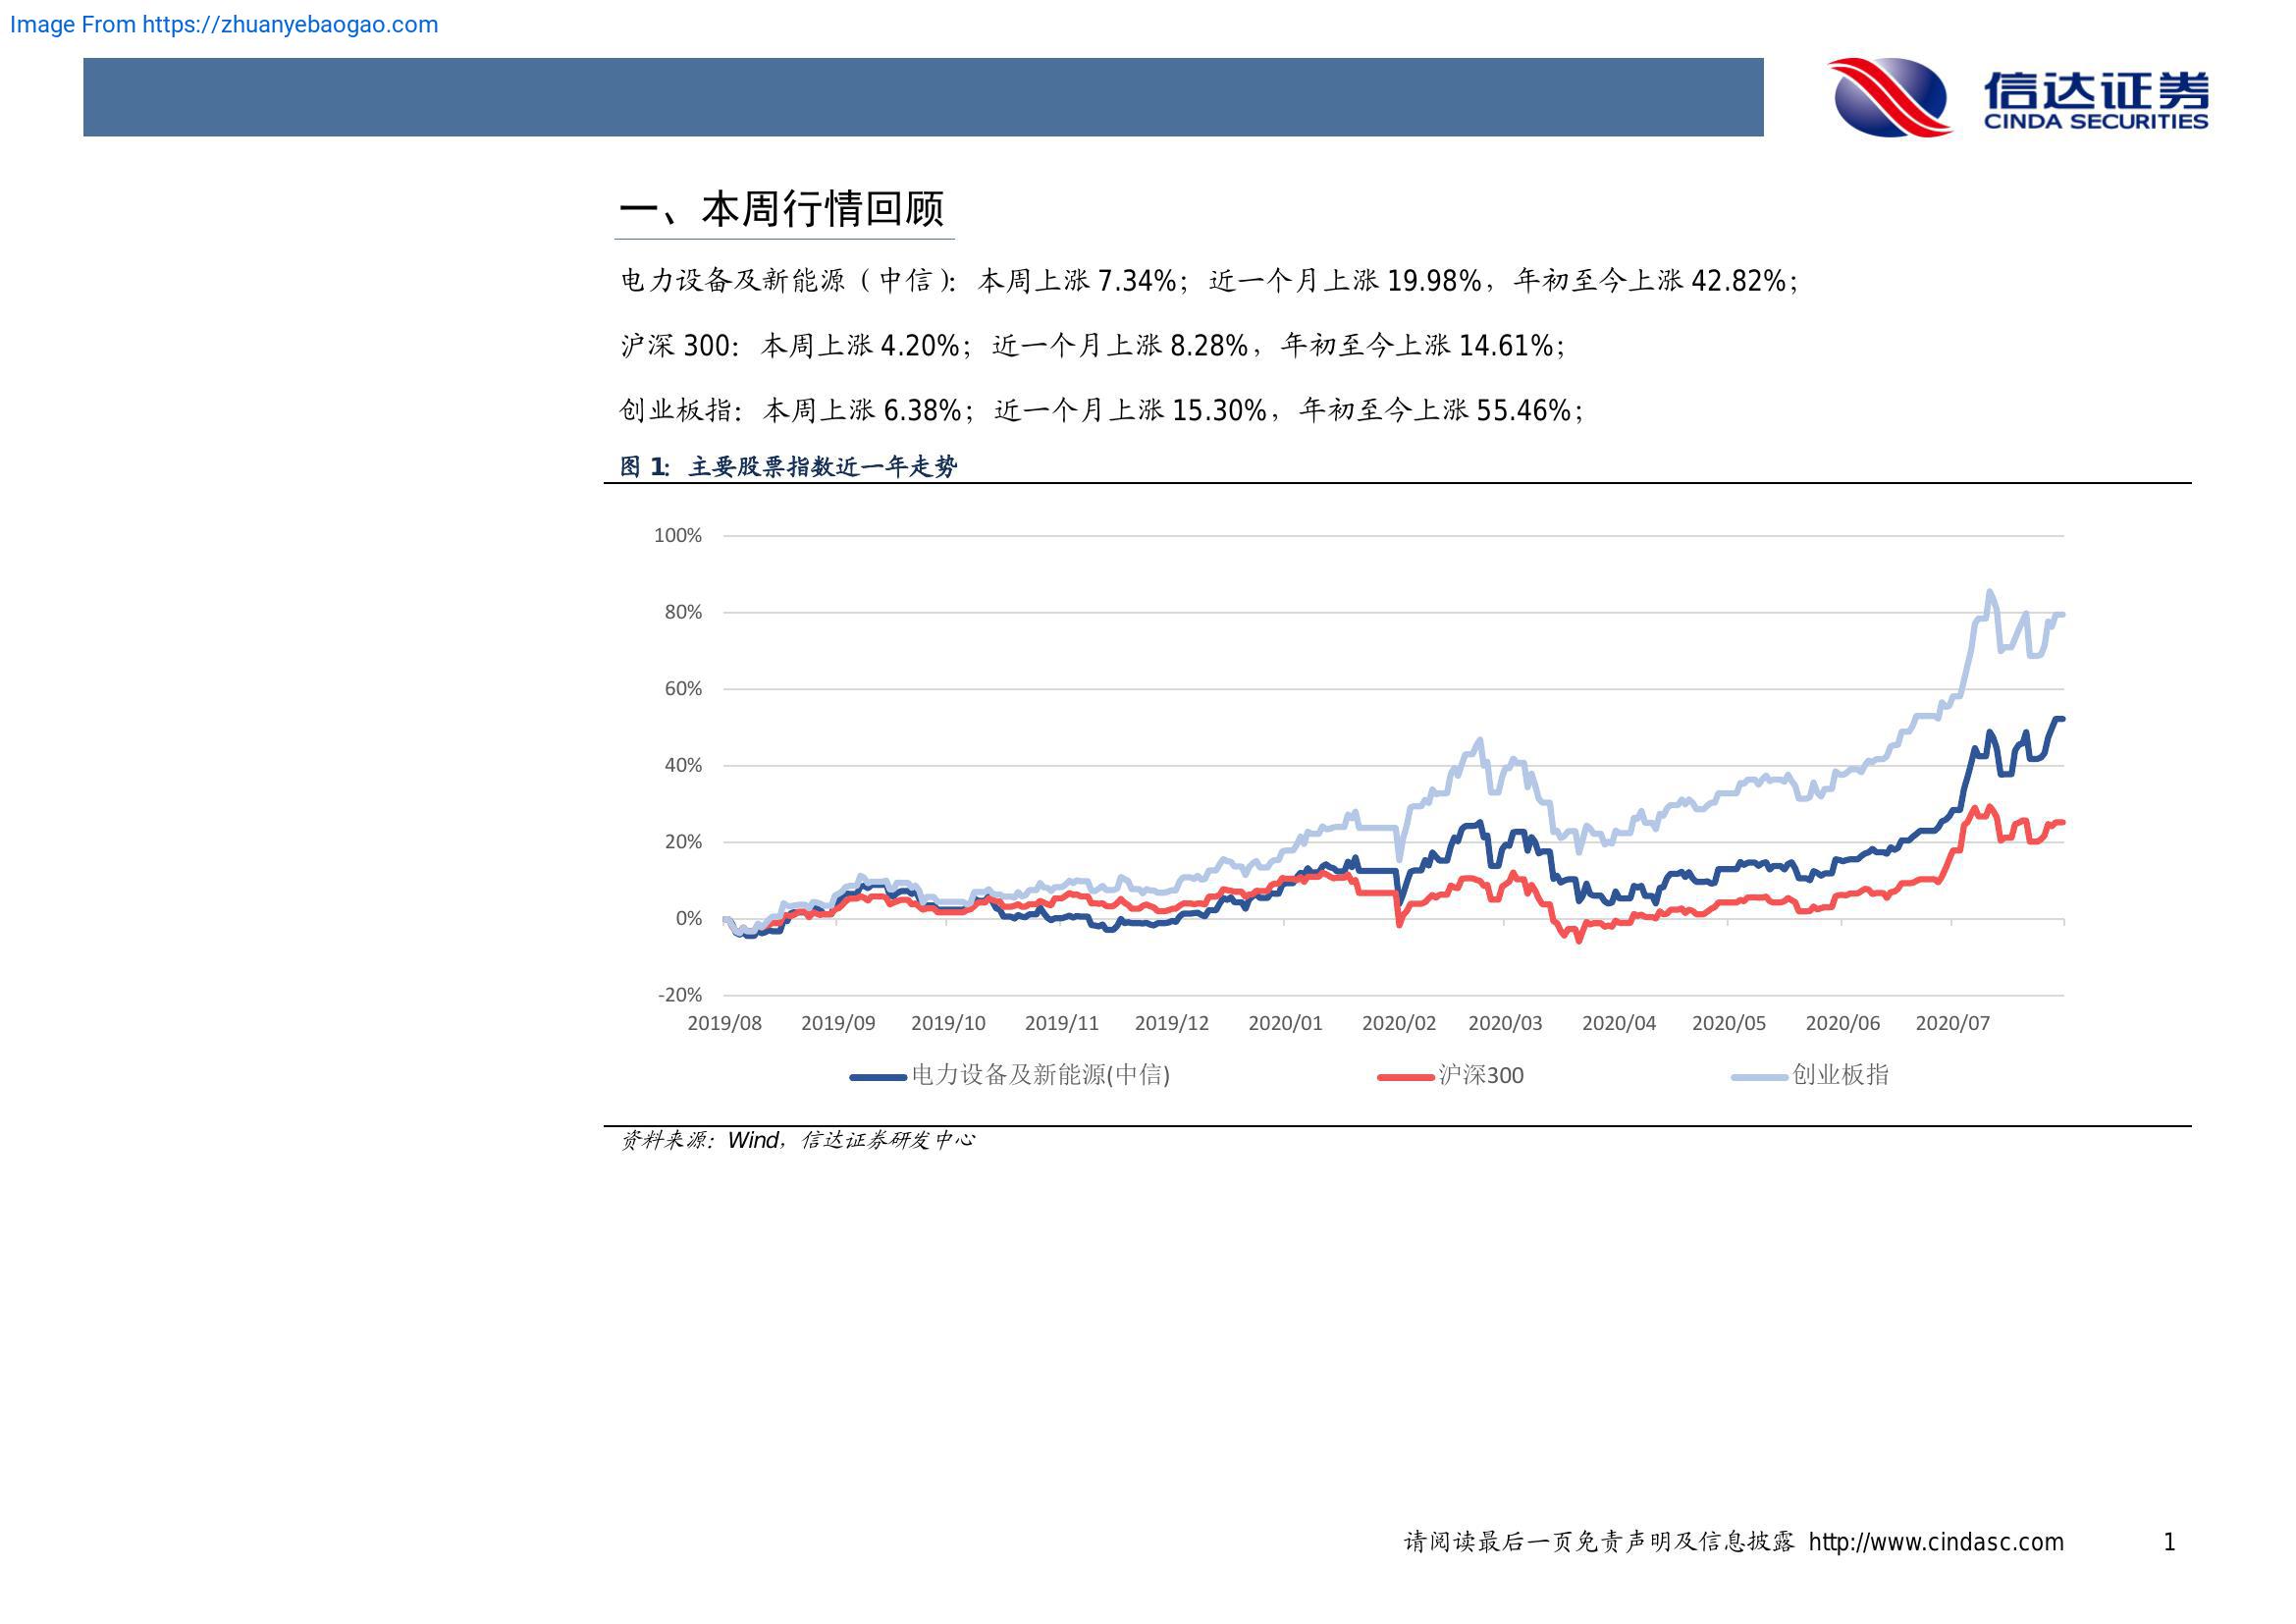 Image From https://zhuanyebaogao.com
信达证券
CINDA SECURITIES
一、本周行情回顾
电力设备及新能源（中信）：本周上涨 7.34%；近一个月上涨 19.98%，年初至今上涨 42.82%；
沪深 300：本周上涨 4.20%；近一个月上涨 8.28%，年初至今上涨 14.61%；
创业板指：本周上涨 6.38%；近一个月上涨 15.30%，年初至今上涨 55.46%；
图 1：主要股票指数近一年走势
100%
80%
60%
40%
20%
0%
-20%
2019/08 2019/09 2019/10 2019/11 2019/12 2020/01 2020/02 2020/03 2020/04 2020/05 2020/06 2020/07
电力设备及新能源(中信) 沪深300 创业板指
资料来源：Wind，信达证券研发中心
请阅读最后一页免责声明及信息披露 http://www.cindasc.com 1